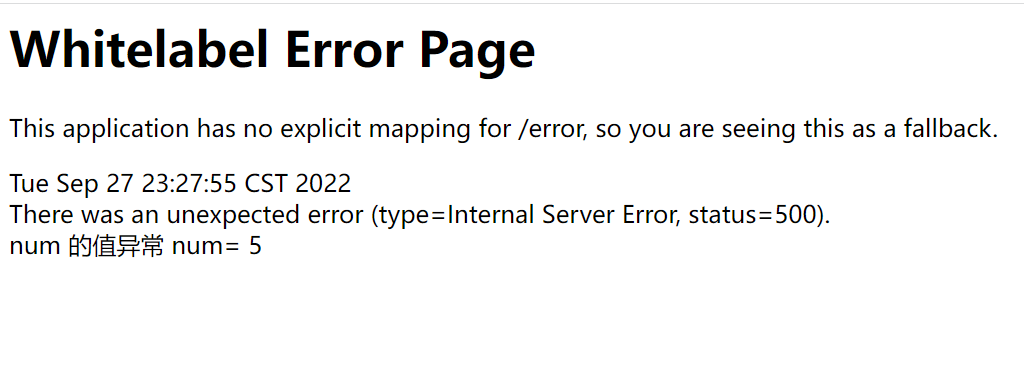 Whitelabel Error Page
This application has no explicit mapping for /error, so you are seeing this as a fallback.
Tue Sep 27 23:27:55 CST 2022
There was an unexpected error (type=Internal Server Error, status=500).
num 的值异常 num= 5